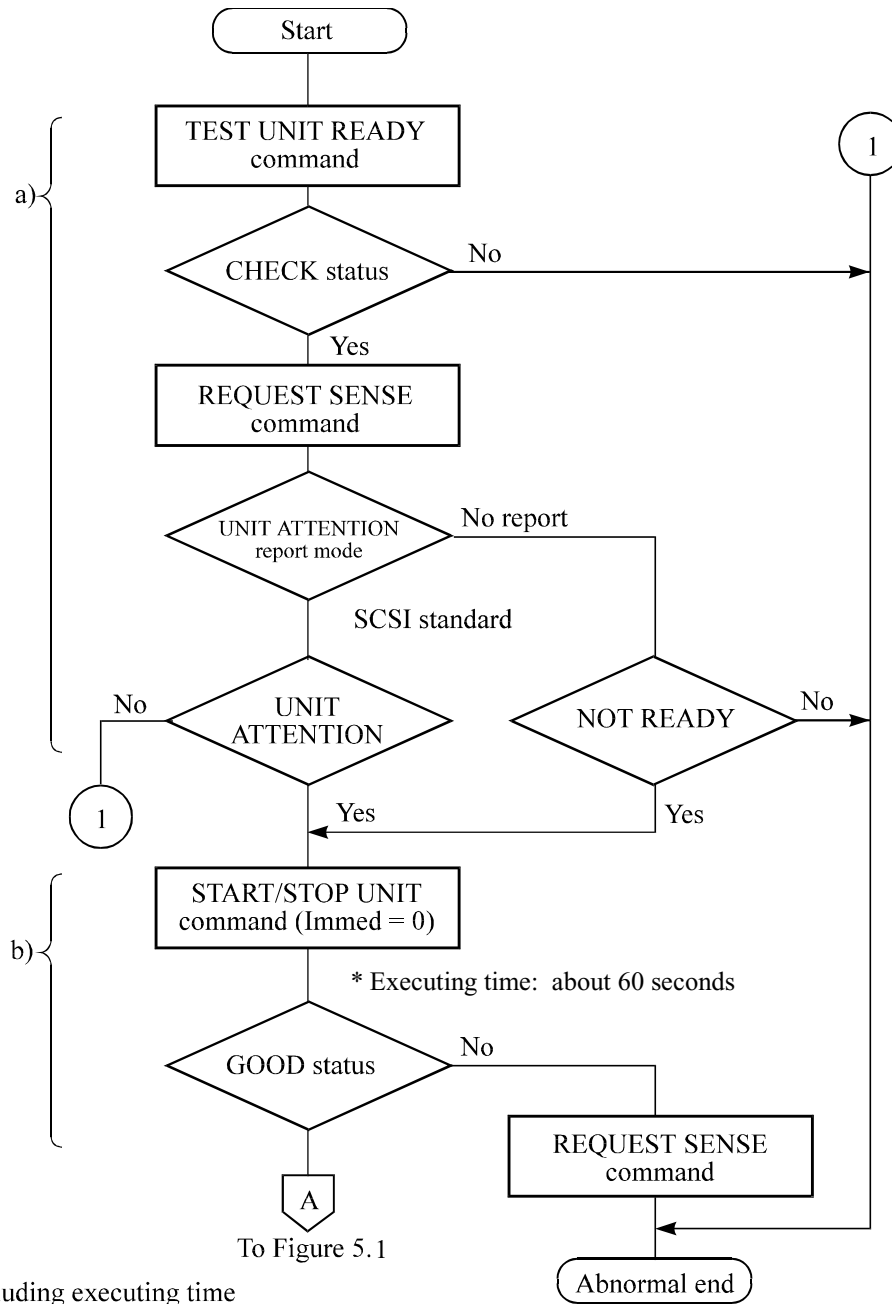 Start
TEST UNIT READY
command
a)
1
CHECK status
No
Yes
REQUEST SENSE
command
UNIT ATTENTION
report mode
No report
SCSI standard
No
UNIT
ATTENTION
NOT READY
No
1
Yes
Yes
START/STOP UNIT
command (Immed = 0)
b)
* Executing time: about 60 seconds
GOOD status
No
REQUEST SENSE
command
A
To Figure 5.1
Abnormal end
executing time